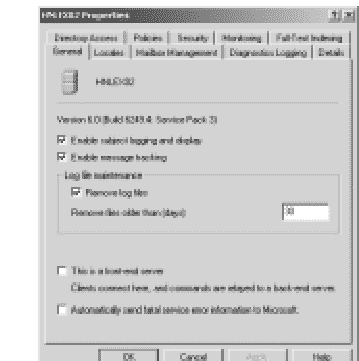 HNLEX02 Properties
Directory Access Policies Security Monitoring Full-Text Indexing
General Locales Mailbox Management Diagnostics Logging Details
HNLEX02
Version 6.0 (Build 6249.4: Service Pack 3)
Enable subject logging and display
Enable message tracking
Log file maintenance
Remove log files
Remove files older than (days):
This is a front-end server
Clients connect here, and commands are relayed to a back-end server.
Automatically send fatal service error information to Microsoft.
OK Cancel Apply Help